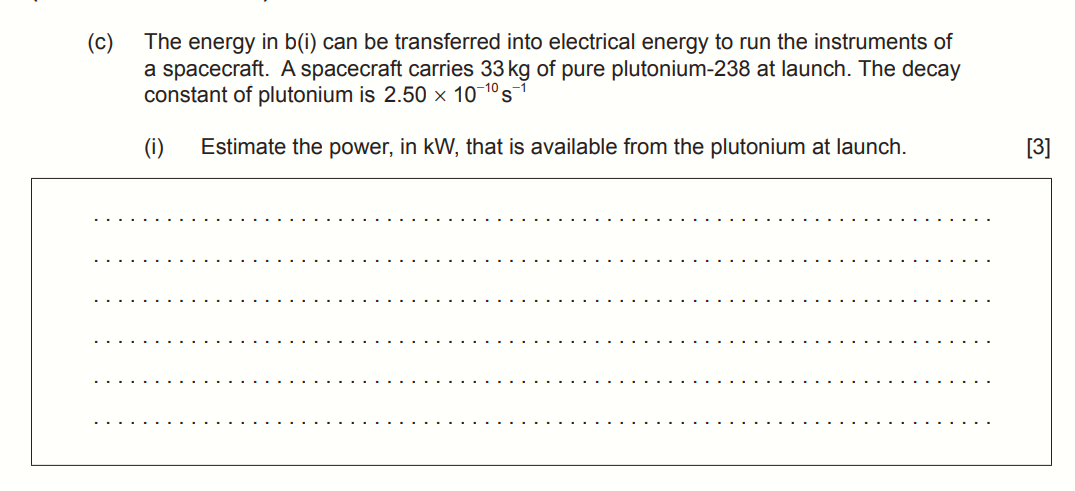 (c) The energy in b(i) can be transferred into electrical energy to run the instruments of
a spacecraft. A spacecraft carries 33 kg of pure plutonium-238 at launch. The decay
constant of plutonium is 2.50 × 10⁻¹⁰ s⁻¹
(i) Estimate the power, in kW, that is available from the plutonium at launch. [3]